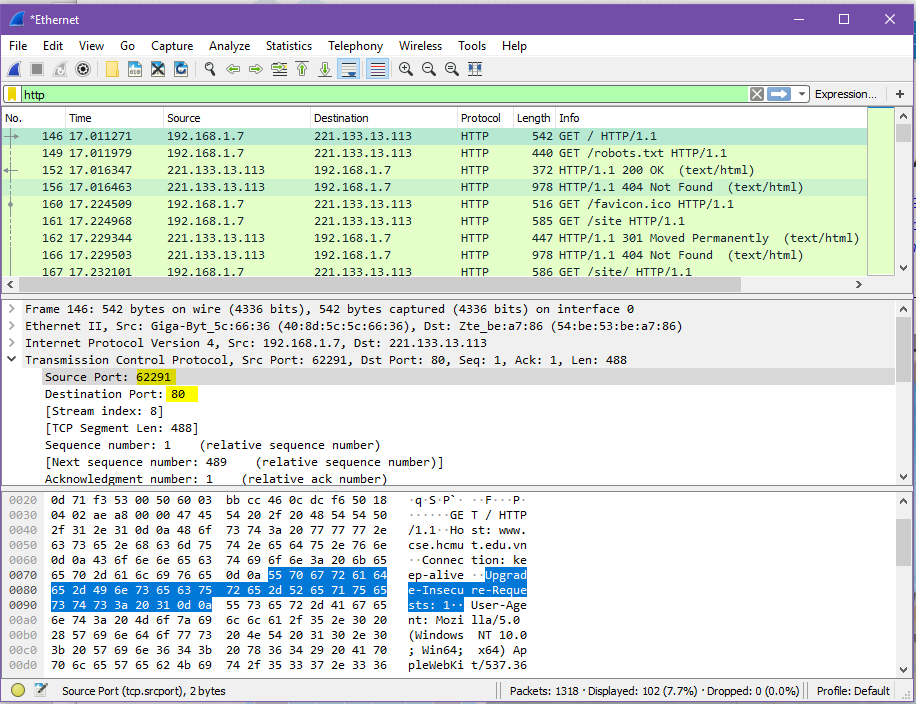 *Ethernet
File Edit View Go Capture Analyze Statistics Telephony Wireless Tools Help
http Expression... +
No. Time Source Destination Protocol Length Info
146 17.011271 192.168.1.7 221.133.13.113 HTTP 542 GET / HTTP/1.1
149 17.011979 192.168.1.7 221.133.13.113 HTTP 440 GET /robots.txt HTTP/1.1
152 17.016347 221.133.13.113 192.168.1.7 HTTP 372 HTTP/1.1 200 OK (text/html)
156 17.016463 221.133.13.113 192.168.1.7 HTTP 978 HTTP/1.1 404 Not Found (text/html)
160 17.224509 192.168.1.7 221.133.13.113 HTTP 516 GET /favicon.ico HTTP/1.1
161 17.224968 192.168.1.7 221.133.13.113 HTTP 585 GET /site HTTP/1.1
162 17.229344 221.133.13.113 192.168.1.7 HTTP 447 HTTP/1.1 301 Moved Permanently (text/html)
166 17.229503 221.133.13.113 192.168.1.7 HTTP 978 HTTP/1.1 404 Not Found (text/html)
167 17.232101 192.168.1.7 221.133.13.113 HTTP 586 GET /site/ HTTP/1.1
Frame 146: 542 bytes on wire (4336 bits), 542 bytes captured (4336 bits) on interface 0
Ethernet II, Src: Giga-Byt_5c:66:36 (40:8d:5c:5c:66:36), Dst: Zte_be:a7:86 (54:be:53:be:a7:86)
Internet Protocol Version 4, Src: 192.168.1.7, Dst: 221.133.13.113
Transmission Control Protocol, Src Port: 62291, Dst Port: 80, Seq: 1, Ack: 1, Len: 488
Source Port: 62291
Destination Port: 80
[Stream index: 8]
[TCP Segment Len: 488]
Sequence number: 1 (relative sequence number)
[Next sequence number: 489 (relative sequence number)]
Acknowledgment number: 1 (relative ack number)
0020 0d 71 f3 53 00 50 60 03 bb cc 46 0c dc f6 50 18 ·q·S·P`· ··F···P·
0030 04 02 ae a8 00 00 47 45 54 20 2f 20 48 54 54 50 ······GE T / HTTP
0040 2f 31 2e 31 0d 0a 48 6f 73 74 3a 20 77 77 77 2e /1.1··Ho st: www.
0050 63 73 65 2e 68 63 6d 75 74 2e 65 64 75 2e 76 6e cse.hcmu t.edu.vn
0060 0d 0a 43 6f 6e 6e 65 63 74 69 6f 6e 3a 20 6b 65 ··Connec tion: ke
0070 65 70 2d 61 6c 69 76 65 0d 0a 55 70 67 72 61 64 ep-alive ··Upgrad
0080 65 2d 49 6e 73 65 63 75 72 65 2d 52 65 71 75 65 e-Insecu re-Reque
0090 73 74 73 3a 20 31 0d 0a 55 73 65 72 2d 41 67 65 sts: 1·· User-Age
00a0 6e 74 3a 20 4d 6f 7a 69 6c 6c 61 2f 35 2e 30 20 nt: Mozi lla/5.0
00b0 28 57 69 6e 64 6f 77 73 20 4e 54 20 31 30 2e 30 (Windows NT 10.0
00c0 3b 20 57 69 6e 36 34 3b 20 78 36 34 29 20 41 70 ; Win64; x64) Ap
00d0 70 6c 65 57 65 62 4b 69 74 2f 35 33 37 2e 33 36 pleWebKi t/537.36
Source Port (tcp.srcport), 2 bytes Packets: 1318 · Displayed: 102 (7.7%) · Dropped: 0 (0.0%) Profile: Default